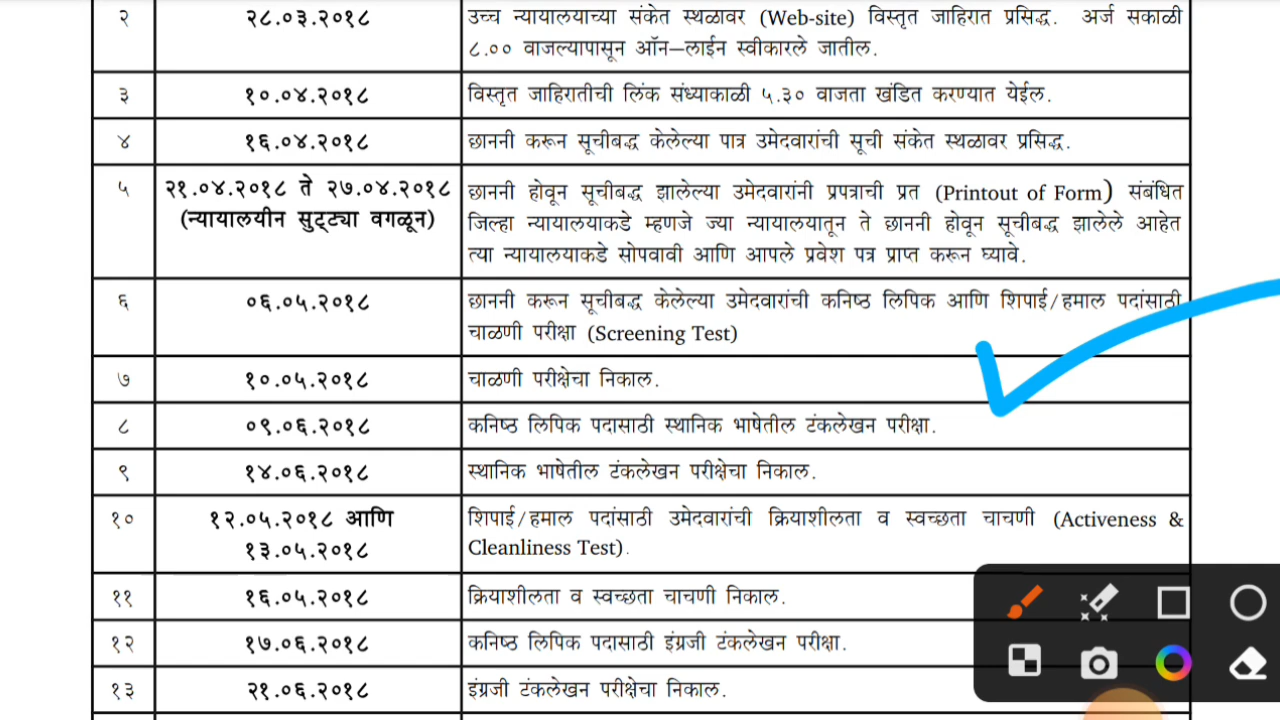 २ २८.०३.२०१८ उच्च न्यायालयाच्या संकेत स्थळावर (Web-site) विस्तृत जाहिरात प्रसिद्ध. अर्ज सकाळी
८.०० वाजल्यापासून ऑन–लाईन स्वीकारले जातील.
३ १०.०४.२०१८ विस्तृत जाहिरातीची लिंक संध्याकाळी ५.३० वाजता खंडित करण्यात येईल.
४ १६.०४.२०१८ छाननी करून सूचीबद्ध केलेल्या पात्र उमेदवारांची सूची संकेत स्थळावर प्रसिद्ध.
५ २१.०४.२०१८ ते २७.०४.२०१८ छाननी होवून सूचीबद्ध झालेल्या उमेदवारांनी प्रपत्राची प्रत (Printout of Form) संबंधित
(न्यायालयीन सुट्ट्या वगळून) जिल्हा न्यायालयाकडे म्हणजे ज्या न्यायालयातून ते छाननी होवून सूचीबद्ध झालेले आहेत
त्या न्यायालयाकडे सोपवावी आणि आपले प्रवेश पत्र प्राप्त करून घ्यावे.
६ ०६.०५.२०१८ छाननी करून सूचीबद्ध केलेल्या उमेदवारांची कनिष्ठ लिपिक आणि शिपाई/हमाल पदांसाठी
चाळणी परीक्षा (Screening Test)
७ १०.०५.२०१८ चाळणी परीक्षेचा निकाल.
८ ०९.०६.२०१८ कनिष्ठ लिपिक पदासाठी स्थानिक भाषेतील टंकलेखन परीक्षा.
९ १४.०६.२०१८ स्थानिक भाषेतील टंकलेखन परीक्षेचा निकाल.
१० १२.०५.२०१८ आणि शिपाई/हमाल पदांसाठी उमेदवारांची क्रियाशीलता व स्वच्छता चाचणी (Activeness &
१३.०५.२०१८ Cleanliness Test).
११ १६.०५.२०१८ क्रियाशीलता व स्वच्छता चाचणी निकाल.
१२ १७.०६.२०१८ कनिष्ठ लिपिक पदासाठी इंग्रजी टंकलेखन परीक्षा.
१३ २१.०६.२०१८ इंग्रजी टंकलेखन परीक्षेचा निकाल.